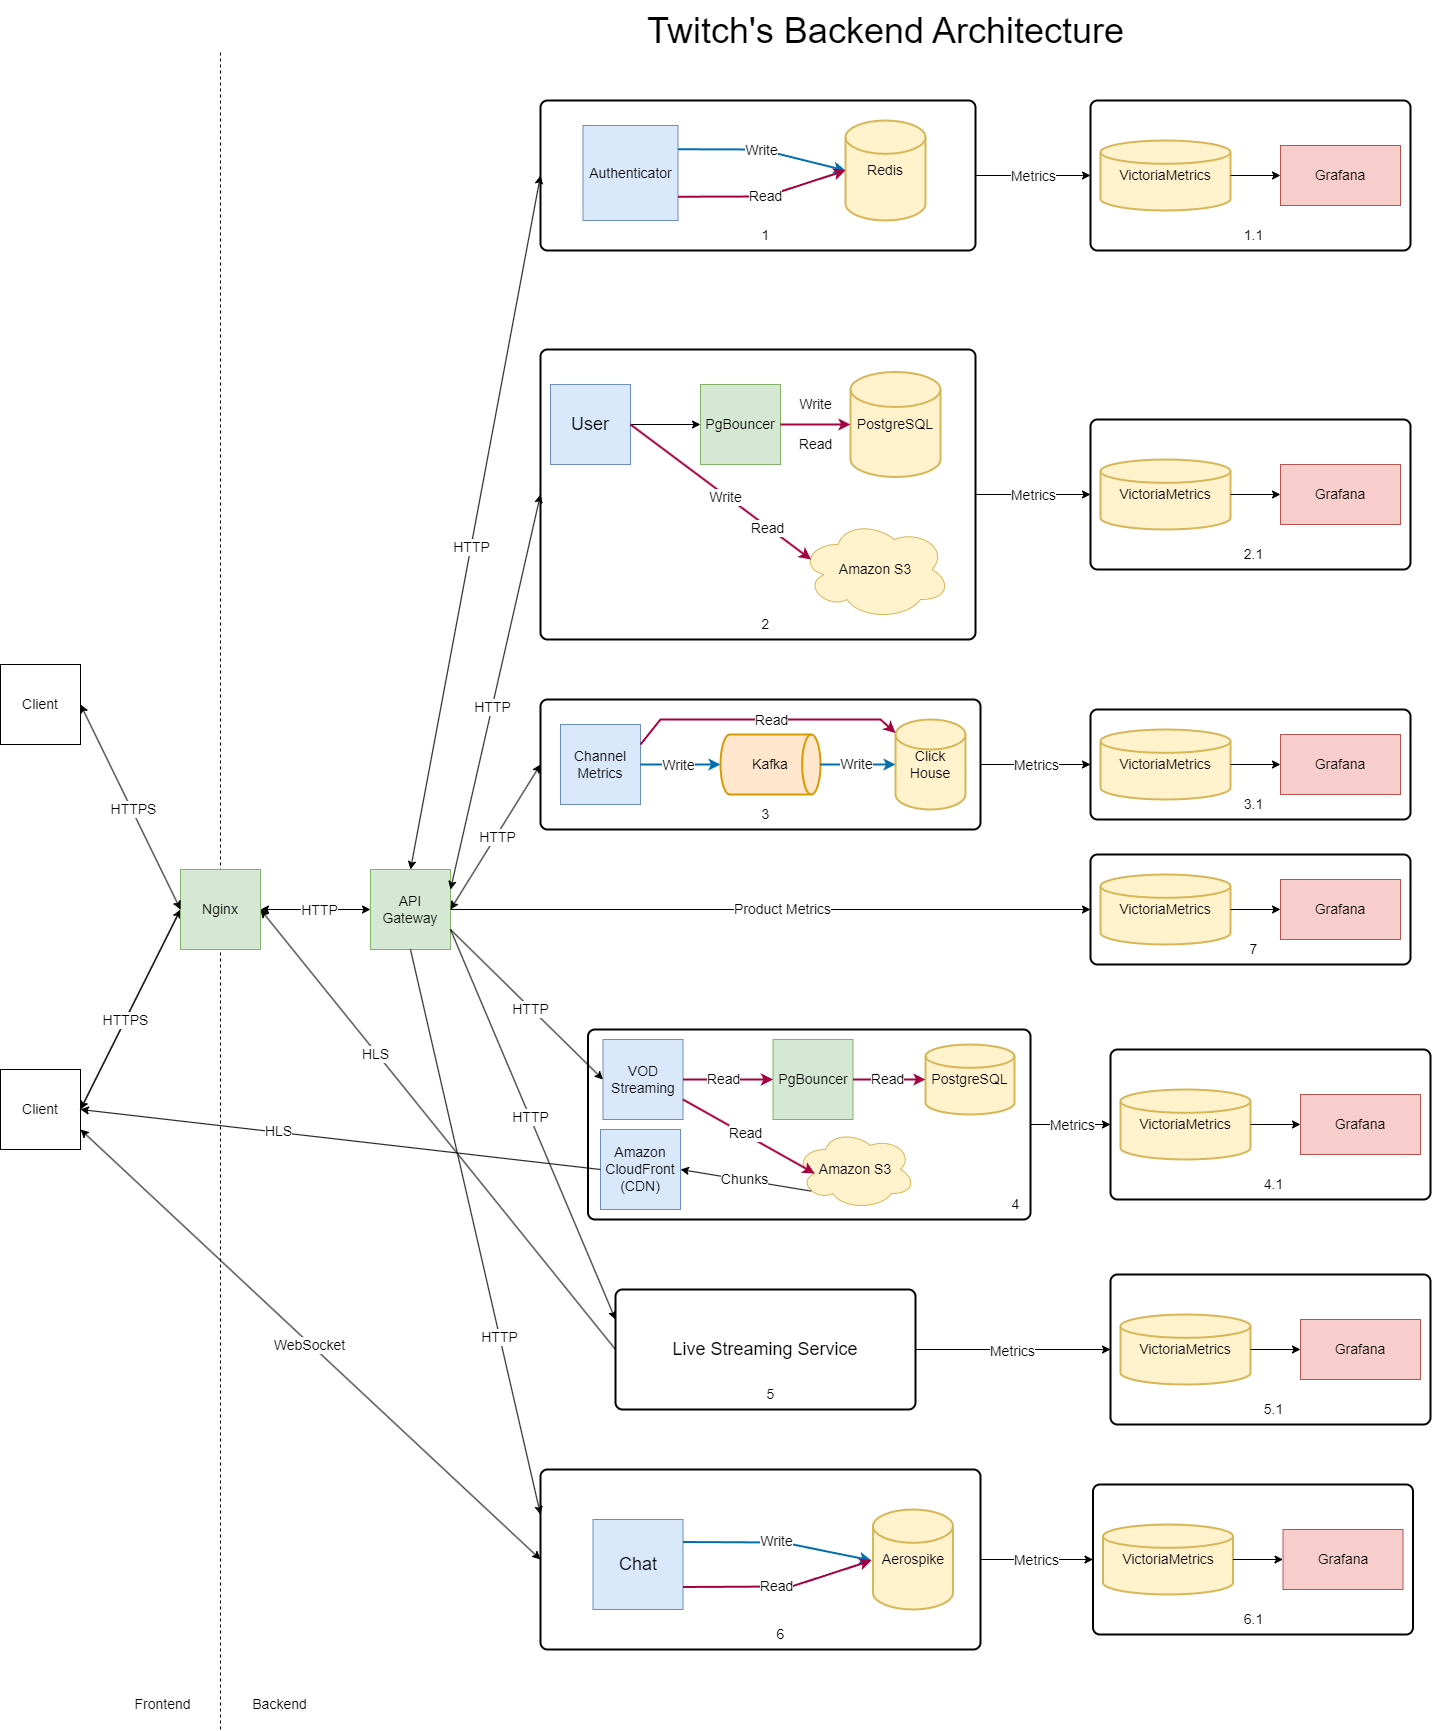 Twitch's Backend Architecture
Authenticator
Write
Read
Redis
1
Metrics
VictoriaMetrics
Grafana
1.1
HTTP
User
PgBouncer
Write
Read
PostgreSQL
Write
Read
Amazon S3
2
Metrics
VictoriaMetrics
Grafana
2.1
HTTP
Client
HTTPS
Channel
Metrics
Read
Write
Kafka
Write
Click
House
3
Metrics
VictoriaMetrics
Grafana
3.1
HTTP
Nginx
HTTP
API
Gateway
Product Metrics
VictoriaMetrics
Grafana
7
HTTPS
Client
HLS
HTTP
VOD
Streaming
Read
PgBouncer
Read
PostgreSQL
Read
Amazon
CloudFront
(CDN)
Chunks
Amazon S3
4
Metrics
VictoriaMetrics
Grafana
4.1
HLS
HTTP
Live Streaming Service
5
Metrics
VictoriaMetrics
Grafana
5.1
WebSocket
HTTP
Chat
Write
Read
Aerospike
6
Metrics
VictoriaMetrics
Grafana
6.1
Frontend
Backend